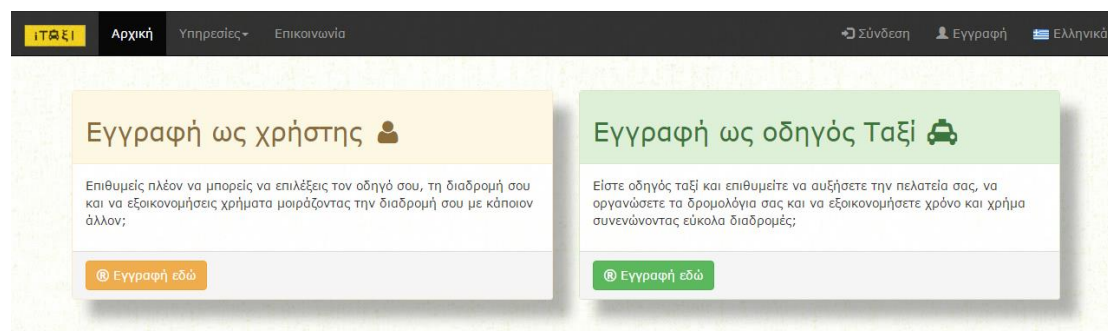 iTAΞI Αρχική Υπηρεσίες Επικοινωνία Σύνδεση Εγγραφή Ελληνικά
Εγγραφή ως χρήστης
Επιθυμείς πλέον να μπορείς να επιλέξεις τον οδηγό σου, τη διαδρομή σου
και να εξοικονομήσεις χρήματα μοιράζοντας την διαδρομή σου με κάποιον
άλλον;
® Εγγραφή εδώ
Εγγραφή ως οδηγός Ταξί
Είστε οδηγός ταξί και επιθυμείτε να αυξήσετε την πελατεία σας, να
οργανώσετε τα δρομολόγια σας και να εξοικονομήσετε χρόνο και χρήμα
συνενώνοντας εύκολα διαδρομές;
® Εγγραφή εδώ